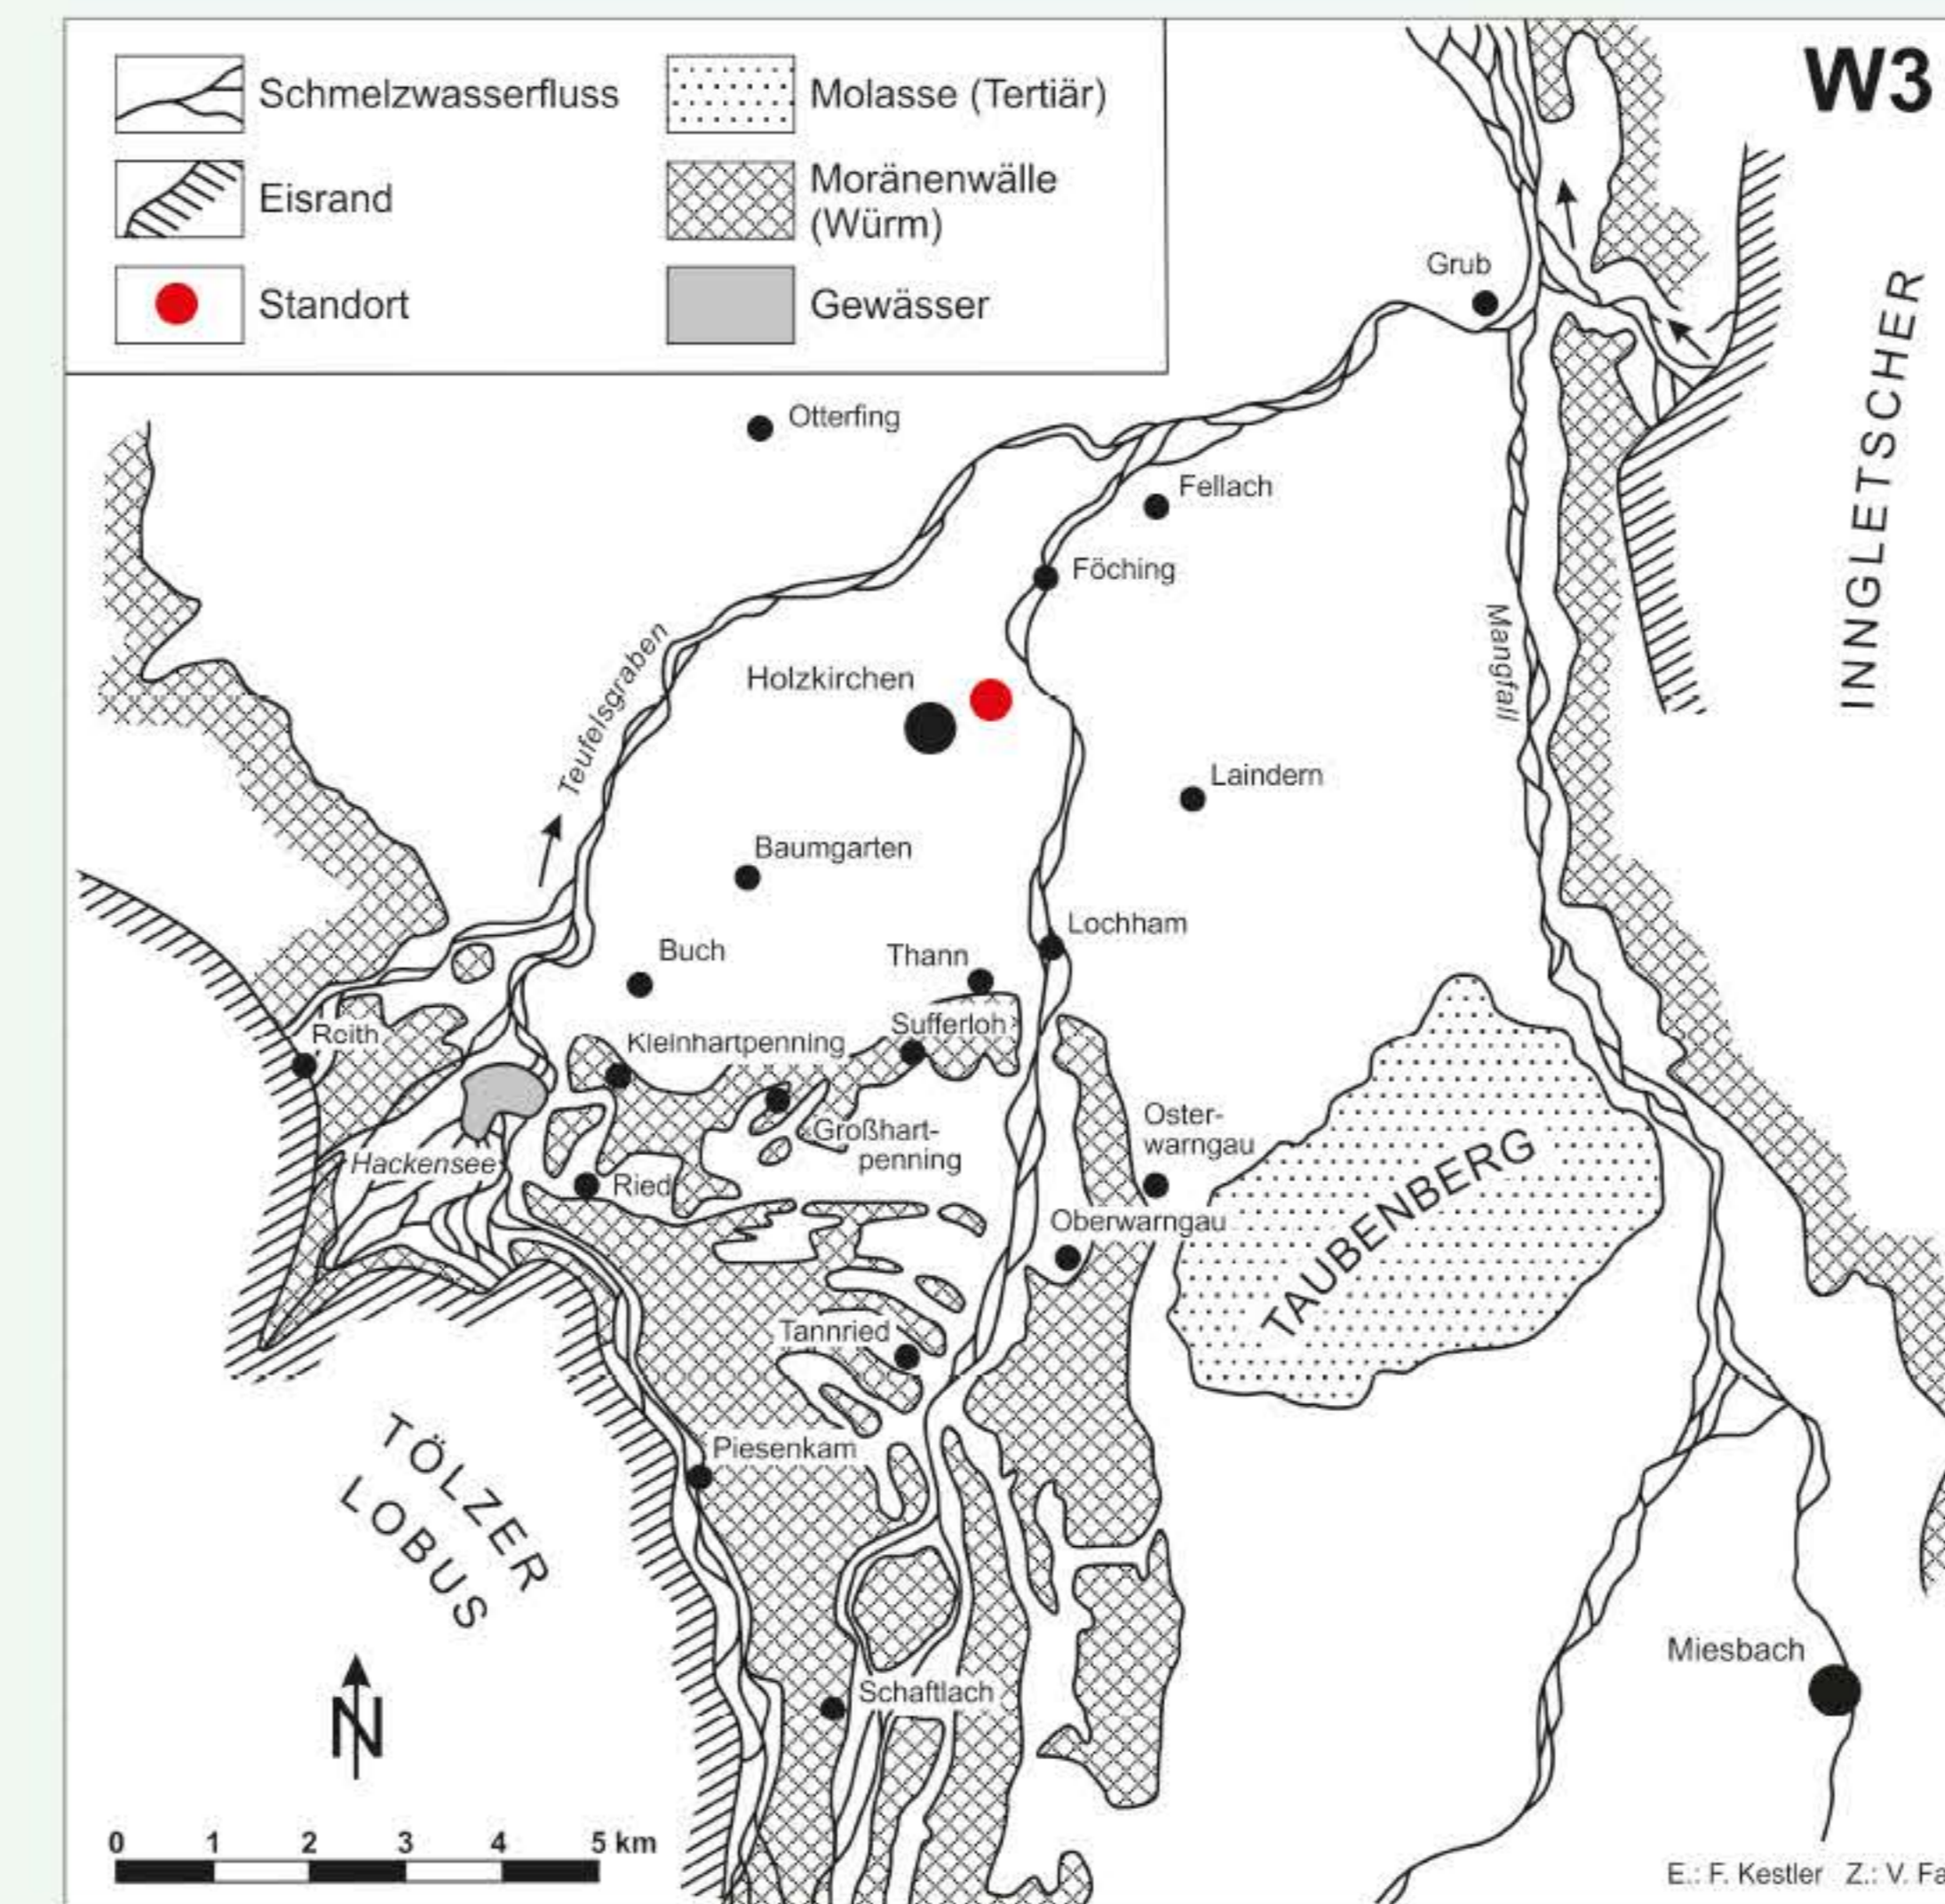 W3
Schmelzwasserfluss
Eisrand
Standort
Molasse (Tertiär)
Moränenwälle
(Würm)
Gewässer
Grub
INNGLETSCHER
Otterfing
Fellach
Föching
Mangfall
Teufelsgraben
Holzkirchen
Laindern
Baumgarten
Lochham
Buch
Thann
Reith
Kleinhartpenning
Sufferloh
Großhart-
penning
Oster-
warngau
Hackensee
Ried
Oberwarngau
TAUBENBERG
Tannried
TÖLZER
LOBUS
Piesenkam
Miesbach
Schaftlach
N
0 1 2 3 4 5 km
E.: F. Kestler Z.: V. Fa